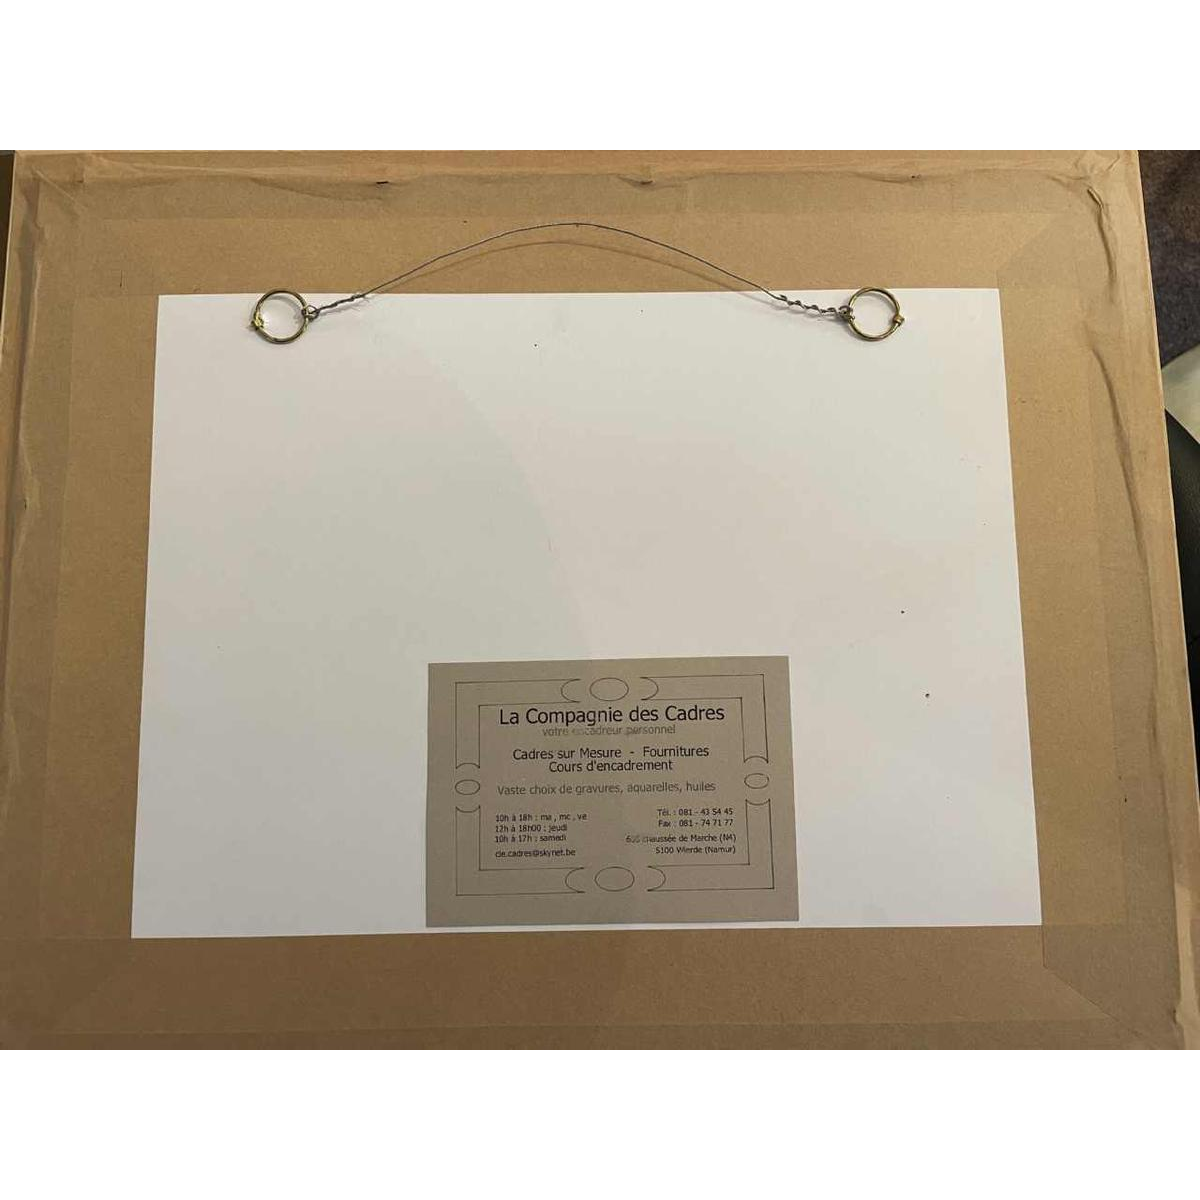 La Compagnie des Cadres
votre encadreur personnel
Cadres sur Mesure - Fournitures
Cours d'encadrement
Vaste choix de gravures, aquarelles, huiles
10h à 18h : ma , mc , ve
12h à 18h00 : jeudi
10h à 17h : samedi
cie.cadres@skynet.be
Tél. : 081 - 43 54 45
Fax : 081 - 74 71 77
chaussée de Marche (N4)
5100 Wierde (Namur)